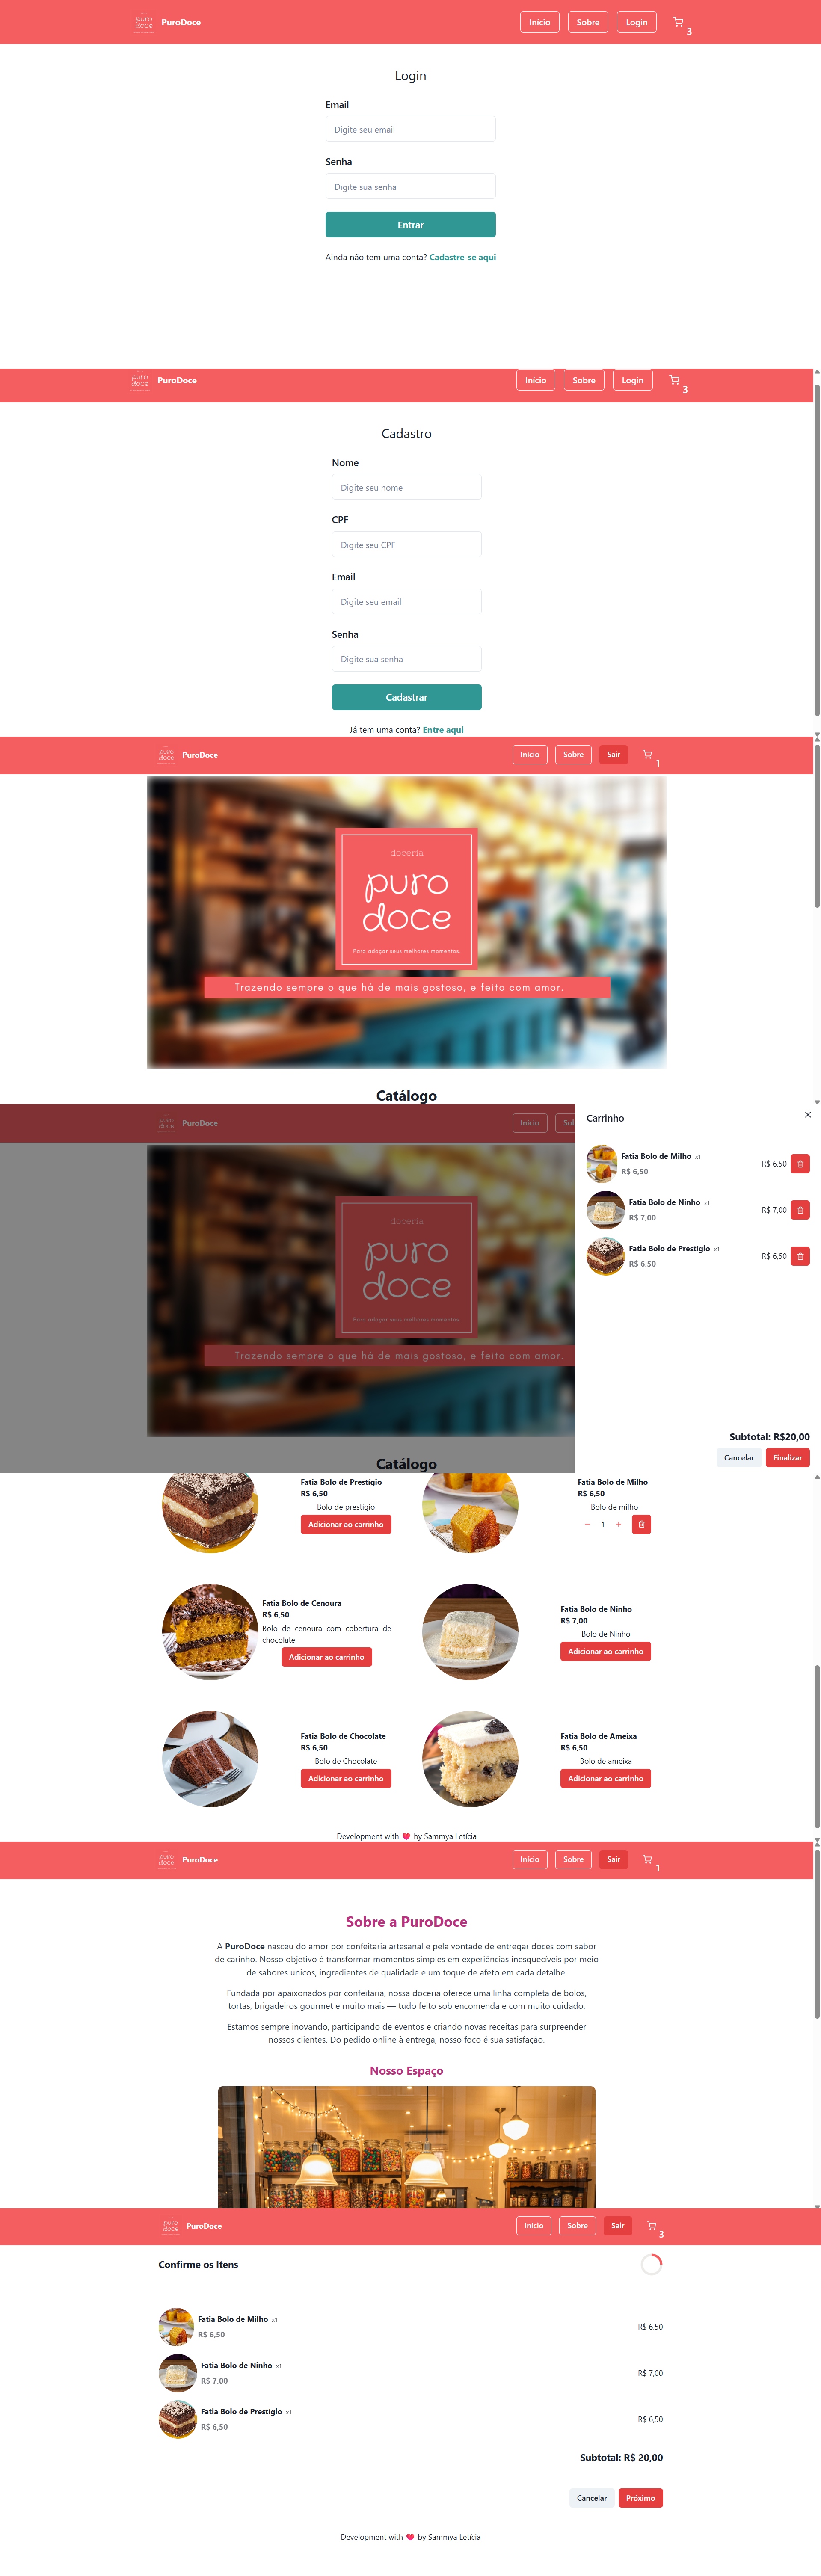 puro
doce
PuroDoce
Início
Sobre
Login
3
Login
Email
Digite seu email
Senha
Digite sua senha
Entrar
Ainda não tem uma conta? Cadastre-se aqui
puro
doce
PuroDoce
Início
Sobre
Login
3
Cadastro
Nome
Digite seu nome
CPF
Digite seu CPF
Email
Digite seu email
Senha
Digite sua senha
Cadastrar
Já tem uma conta? Entre aqui
puro
doce
PuroDoce
Início
Sobre
Sair
1
doceria
puro
doce
Para adoçar seus melhores momentos.
Trazendo sempre o que há de mais gostoso, e feito com amor.
Catálogo
puro
doce
PuroDoce
Início
Sob
doceria
puro
doce
Para adoçar seus melhores momentos.
Trazendo sempre o que há de mais gostoso, e feito com amor.
Catálogo
Carrinho
Fatia Bolo de Milho x1
R$ 6,50
R$ 6,50
Fatia Bolo de Ninho x1
R$ 7,00
R$ 7,00
Fatia Bolo de Prestígio x1
R$ 6,50
R$ 6,50
Subtotal: R$20,00
Cancelar
Finalizar
Fatia Bolo de Prestígio
R$ 6,50
Bolo de prestígio
Adicionar ao carrinho
Fatia Bolo de Milho
R$ 6,50
Bolo de milho
− 1 +
Fatia Bolo de Cenoura
R$ 6,50
Bolo de cenoura com cobertura de
chocolate
Adicionar ao carrinho
Fatia Bolo de Ninho
R$ 7,00
Bolo de Ninho
Adicionar ao carrinho
Fatia Bolo de Chocolate
R$ 6,50
Bolo de Chocolate
Adicionar ao carrinho
Fatia Bolo de Ameixa
R$ 6,50
Bolo de ameixa
Adicionar ao carrinho
Development with ❤ by Sammya Letícia
puro
doce
PuroDoce
Início
Sobre
Sair
1
Sobre a PuroDoce
A PuroDoce nasceu do amor por confeitaria artesanal e pela vontade de entregar doces com sabor
de carinho. Nosso objetivo é transformar momentos simples em experiências inesquecíveis por meio
de sabores únicos, ingredientes de qualidade e um toque de afeto em cada detalhe.
Fundada por apaixonados por confeitaria, nossa doceria oferece uma linha completa de bolos,
tortas, brigadeiros gourmet e muito mais — tudo feito sob encomenda e com muito cuidado.
Estamos sempre inovando, participando de eventos e criando novas receitas para surpreender
nossos clientes. Do pedido online à entrega, nosso foco é sua satisfação.
Nosso Espaço
puro
doce
PuroDoce
Início
Sobre
Sair
3
Confirme os Itens
Fatia Bolo de Milho x1
R$ 6,50
R$ 6,50
Fatia Bolo de Ninho x1
R$ 7,00
R$ 7,00
Fatia Bolo de Prestígio x1
R$ 6,50
R$ 6,50
Subtotal: R$ 20,00
Cancelar
Próximo
Development with ❤ by Sammya Letícia